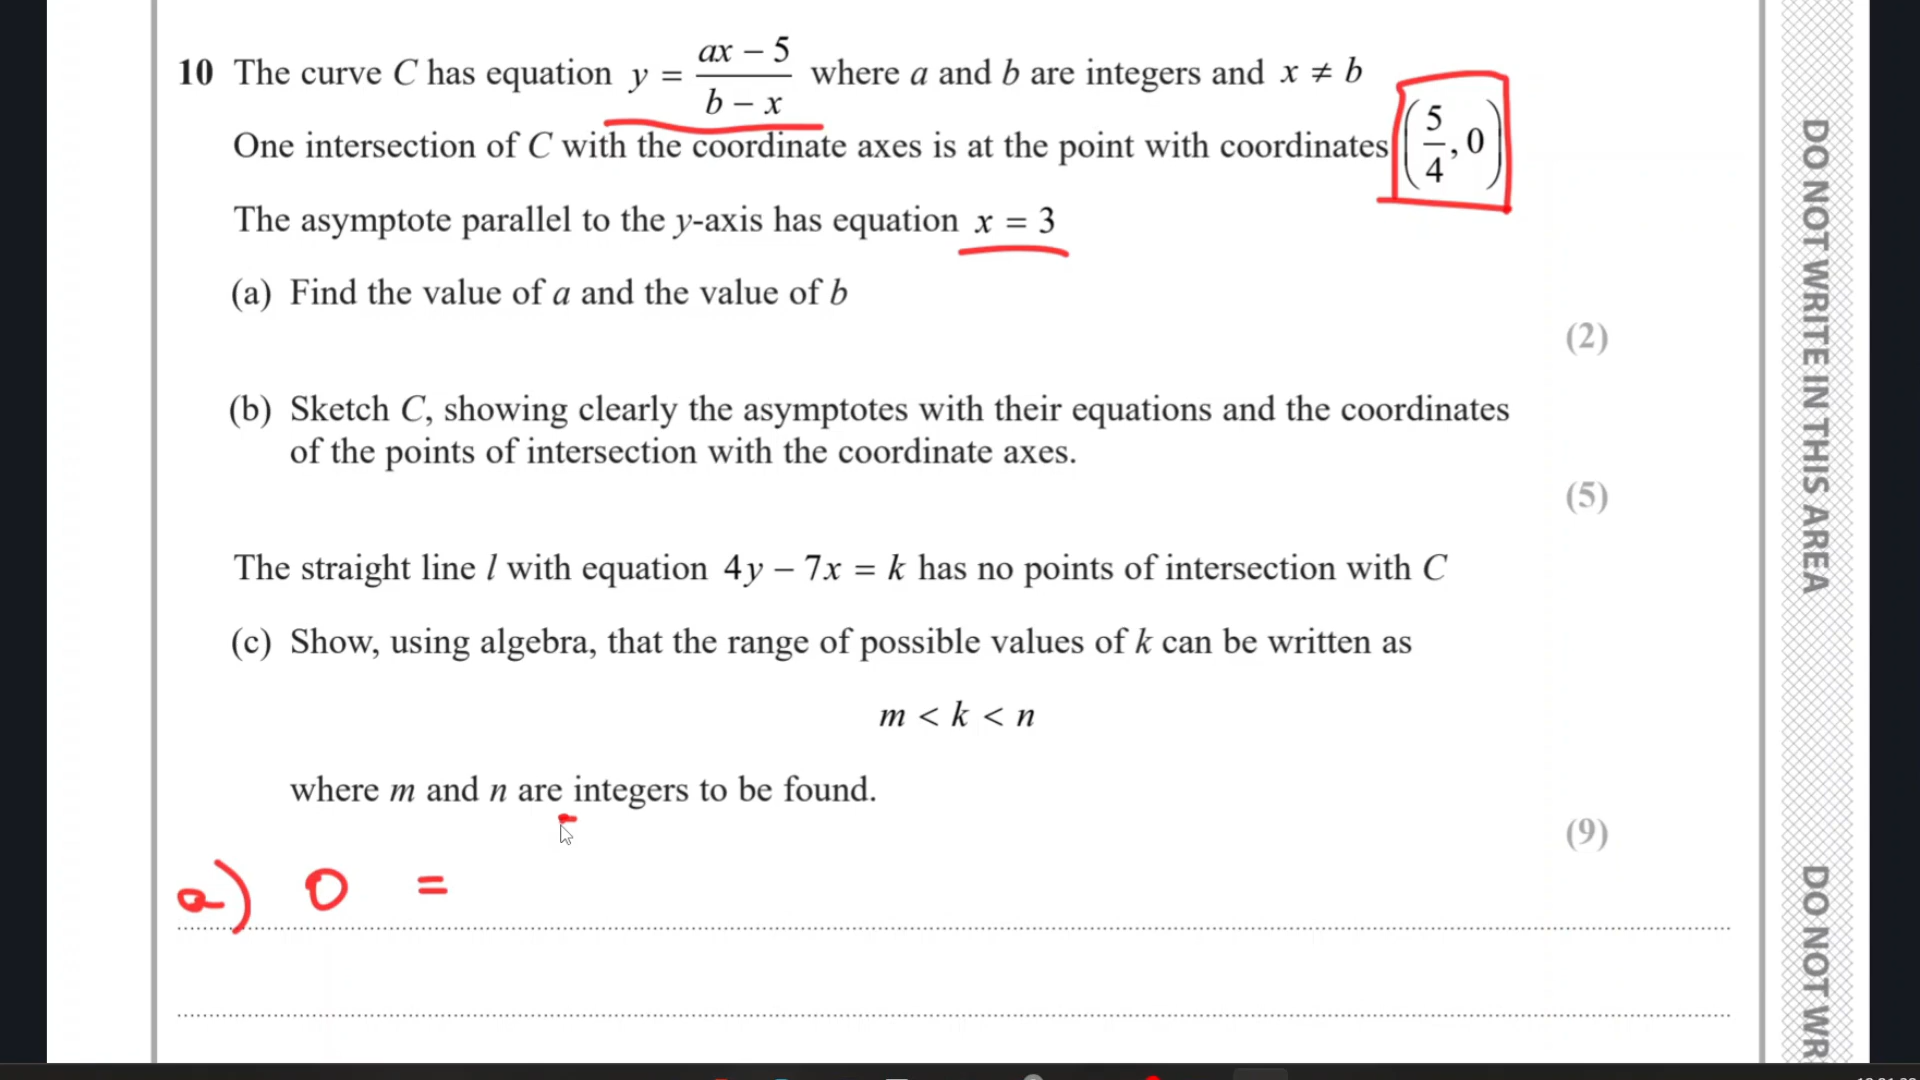 10 The curve C has equation y = (ax − 5)/(b − x) where a and b are integers and x ≠ b
One intersection of C with the coordinate axes is at the point with coordinates (5/4, 0)
The asymptote parallel to the y-axis has equation x = 3
(a) Find the value of a and the value of b
(2)
(b) Sketch C, showing clearly the asymptotes with their equations and the coordinates
of the points of intersection with the coordinate axes.
(5)
The straight line l with equation 4y − 7x = k has no points of intersection with C
(c) Show, using algebra, that the range of possible values of k can be written as
m < k < n
where m and n are integers to be found.
(9)
a) 0 =
DO NOT WRITE IN THIS AREA
DO NOT WR